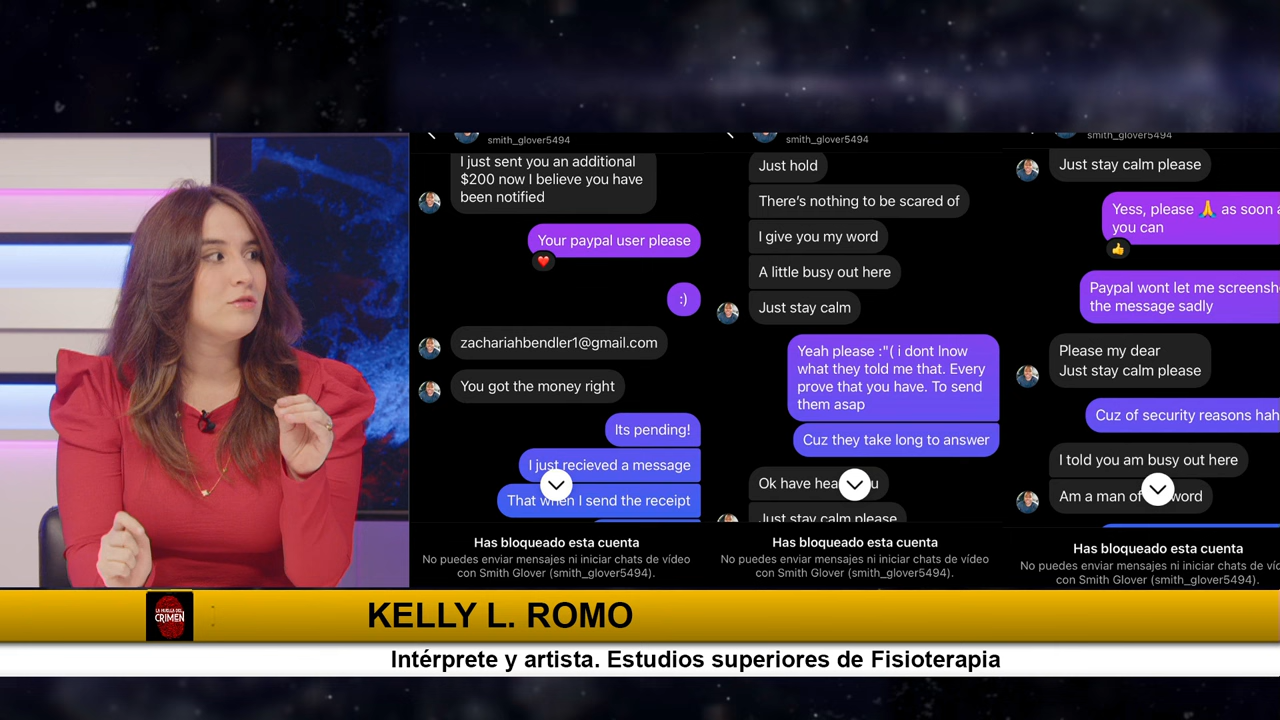 smith_glover5494
I just sent you an additional
$200 now I believe you have
been notified
Your paypal user please
:)
zachariahbendler1@gmail.com
You got the money right
Its pending!
I just recieved a message
That when I send the receipt
Has bloqueado esta cuenta
No puedes enviar mensajes ni iniciar chats de vídeo
con Smith Glover (smith_glover5494).
smith_glover5494
Just hold
There's nothing to be scared of
I give you my word
A little busy out here
Just stay calm
Yeah please :"( i dont lnow
what they told me that. Every
prove that you have. To send
them asap
Cuz they take long to answer
Ok have
Just stay calm please
Has bloqueado esta cuenta
No puedes enviar mensajes ni iniciar chats de vídeo
con Smith Glover (smith_glover5494).
smith_glover5494
Just stay calm please
Yess, please 🙏 as soon a
you can
Paypal wont let me screensh
the message sadly
Please my dear
Just stay calm please
Cuz of security reasons hah
I told you am busy out here
Am a man of word
Has bloqueado esta cuenta
No puedes enviar mensajes ni iniciar chats de
con Smith Glover (smith_glover5494).
LA HUELLA DEL
CRIMEN
KELLY L. ROMO
Intérprete y artista. Estudios superiores de Fisioterapia